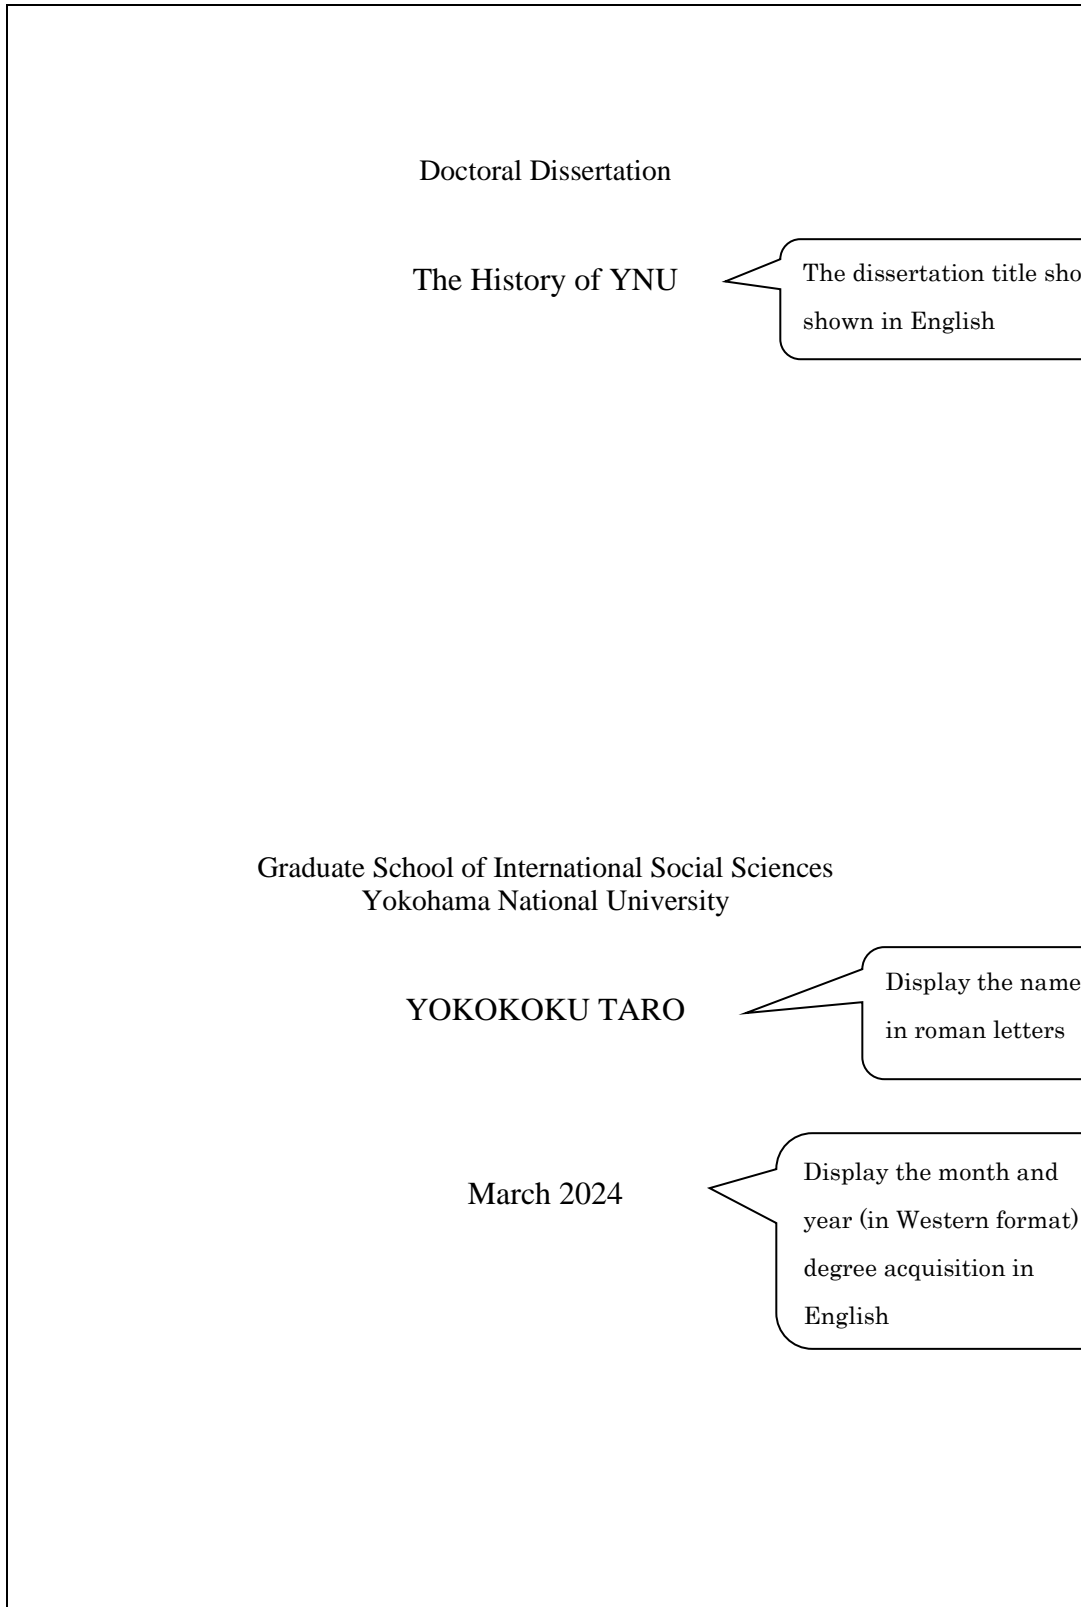 Doctoral Dissertation
The History of YNU
The dissertation title
shown in English
Graduate School of International Social Sciences
Yokohama National University
YOKOKOKU TARO
Display the name
in roman letters
March 2024
Display the month and
year (in Western format)
degree acquisition in
English